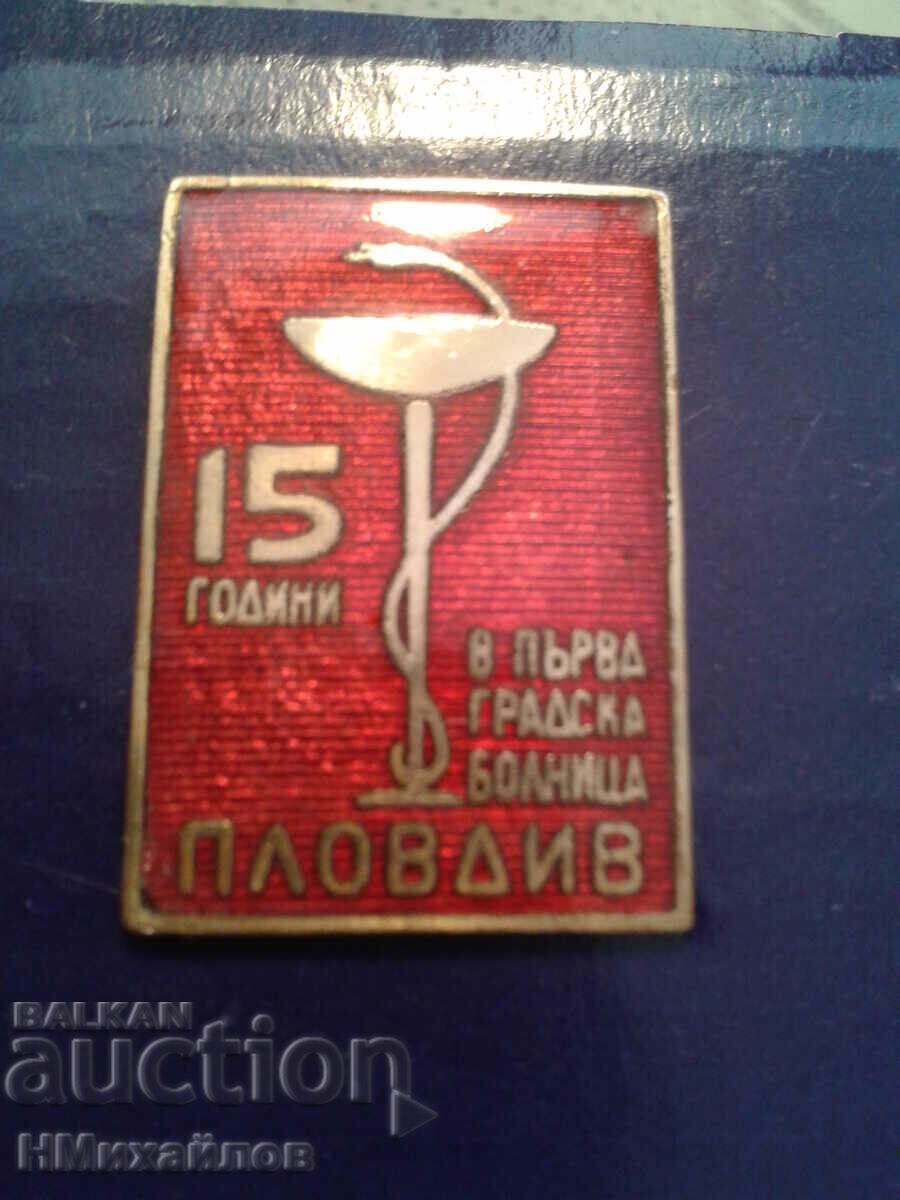 15
ГОДИНИ
В ПЪРВА
ГРАДСКА
БОЛНИЦА
ПЛОВДИВ
BALKAN
auction
НМихайлов